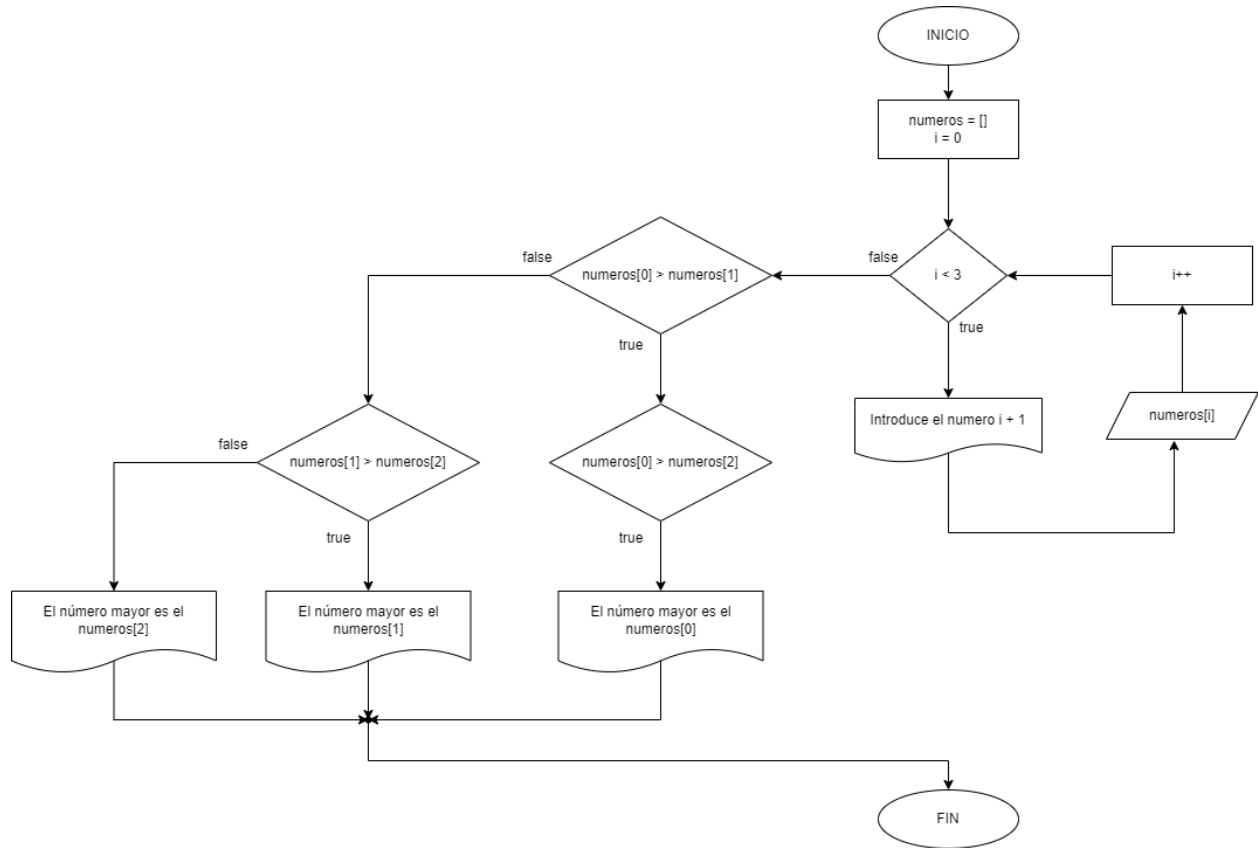 INICIO
numeros = []
i = 0
i < 3
false
true
i++
Introduce el numero i + 1
numeros[i]
numeros[0] > numeros[1]
false
true
numeros[1] > numeros[2]
false
true
numeros[0] > numeros[2]
true
El número mayor es el
numeros[2]
El número mayor es el
numeros[1]
El número mayor es el
numeros[0]
FIN